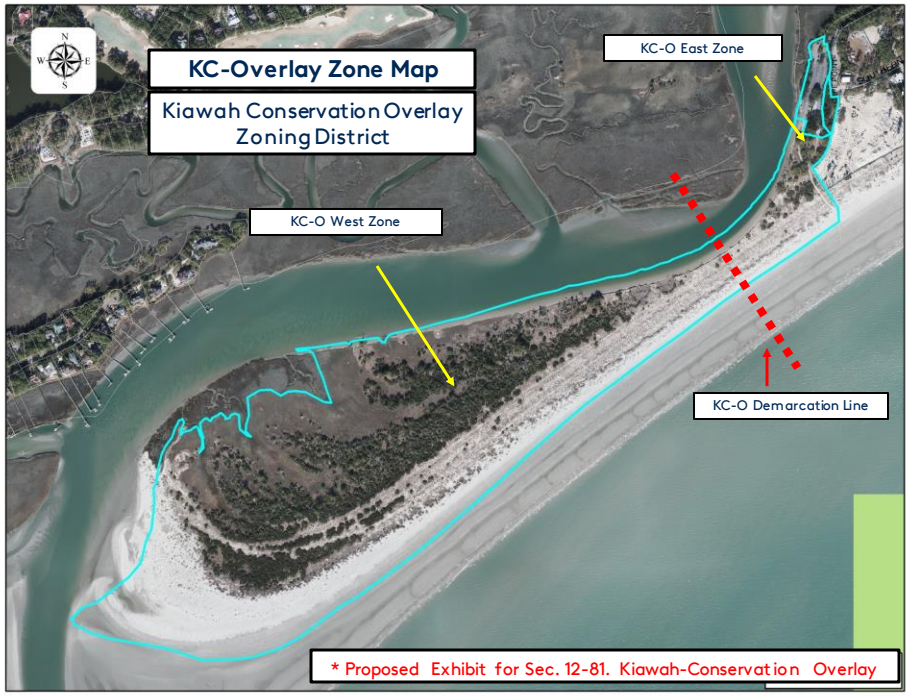 N
W E
S
KC-Overlay Zone Map
Kiawah Conservation Overlay
Zoning District
KC-O East Zone
KC-O West Zone
KC-O Demarcation Line
* Proposed Exhibit for Sec. 12-81. Kiawah-Conservation Overlay